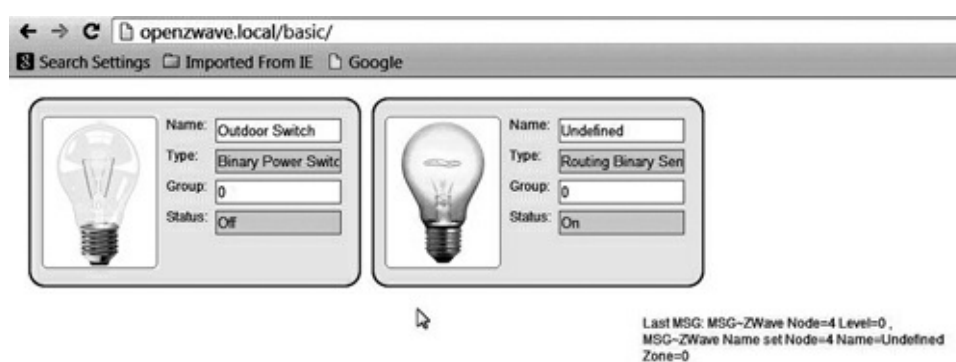 openzwave.local/basic/
Search Settings Imported From IE Google
Name: Outdoor Switch
Type: Binary Power Switc
Group: 0
Status: Off
Name: Undefined
Type: Routing Binary Sen
Group: 0
Status: On
Last MSG: MSG~ZWave Node=4 Level=0 ,
MSG~ZWave Name set Node=4 Name=Undefined
Zone=0